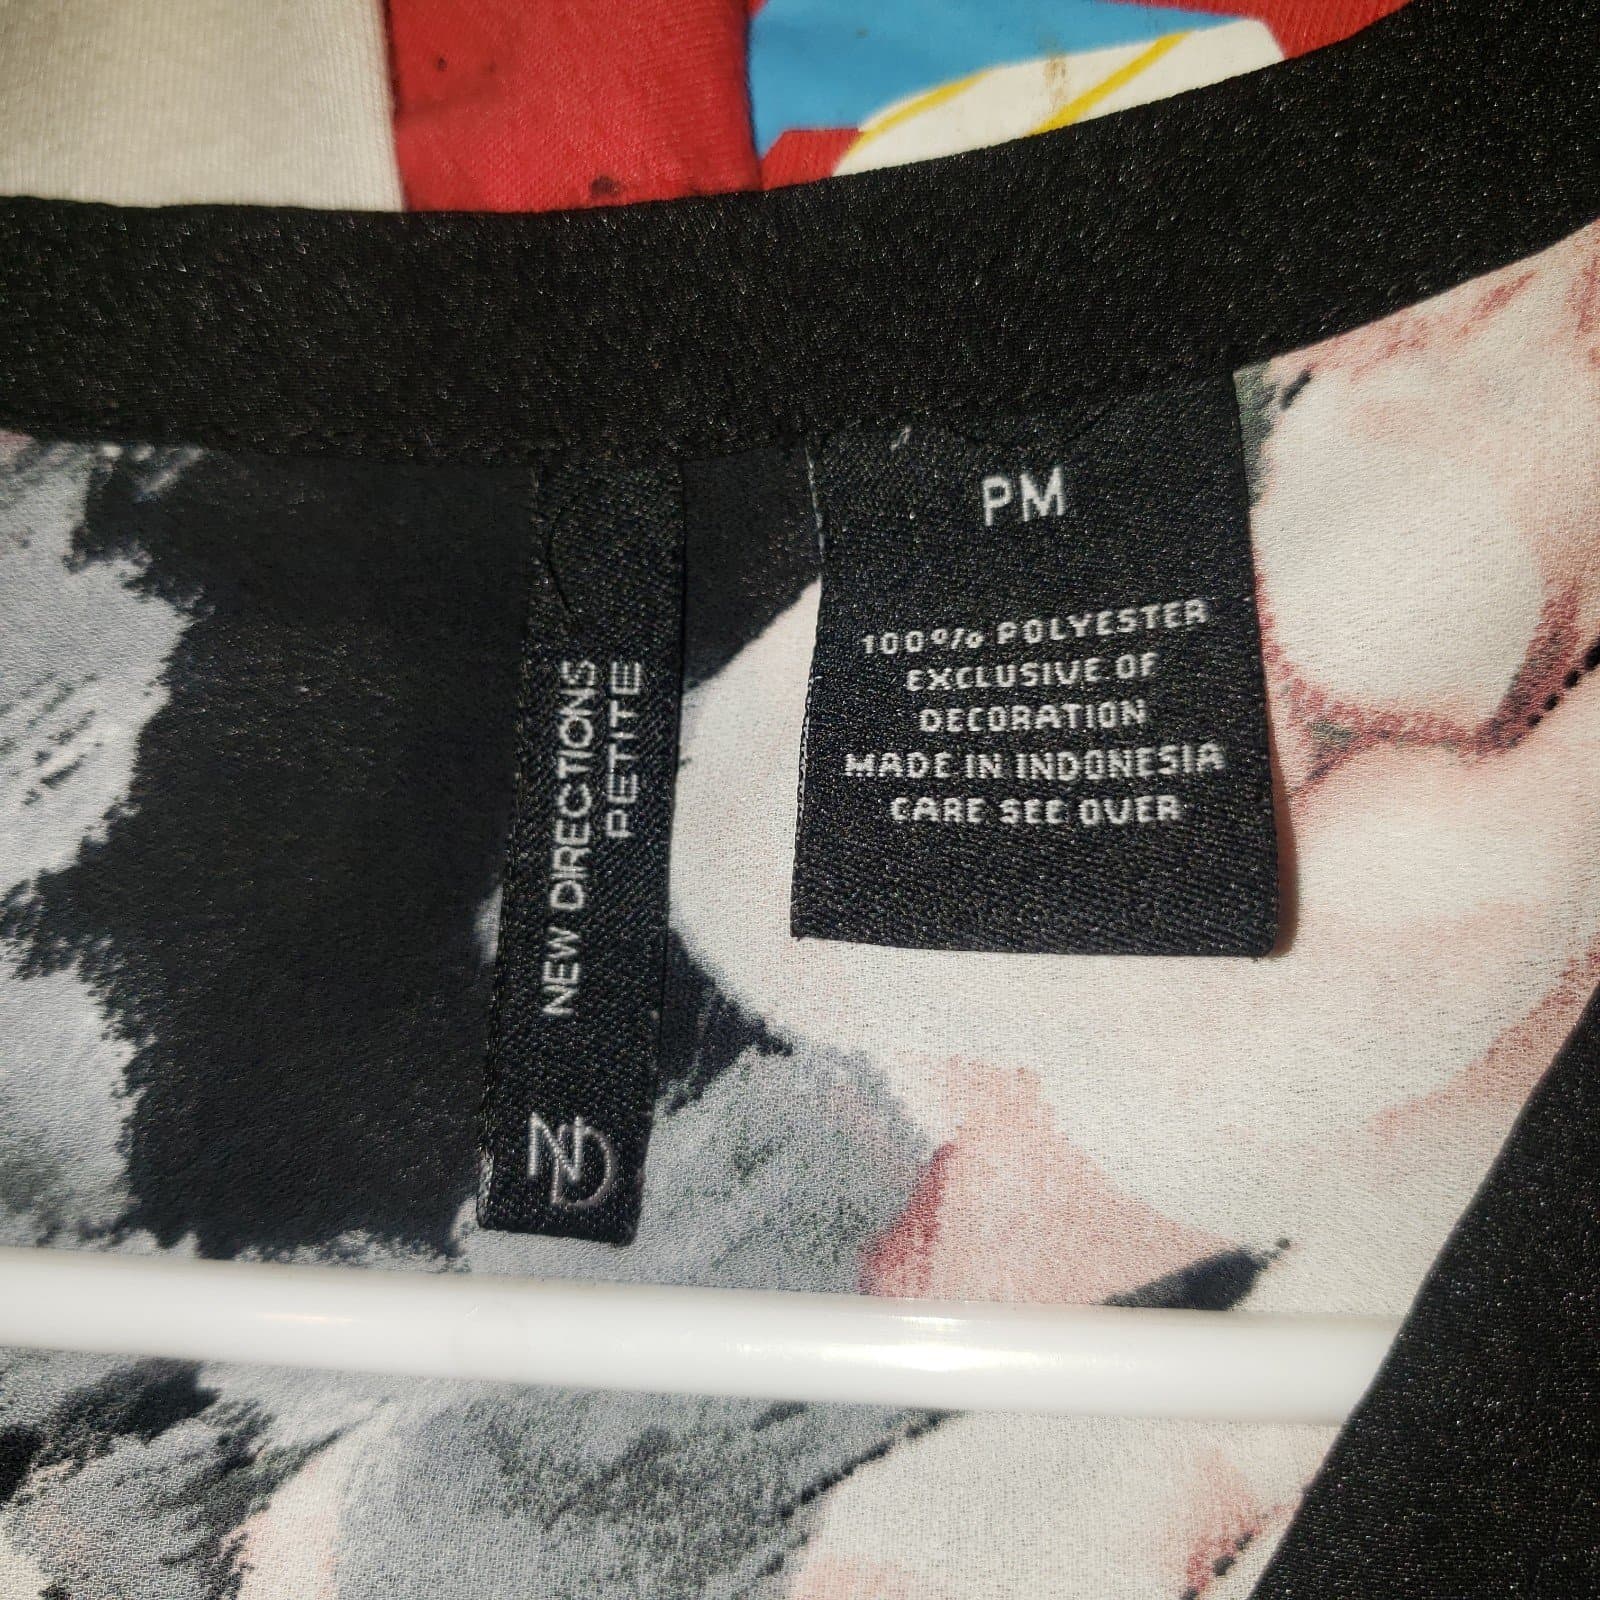 NEW DIRECTIONS
PETITE
ND
PM
100% POLYESTER
EXCLUSIVE OF
DECORATION
MADE IN INDONESIA
CARE SEE OVER